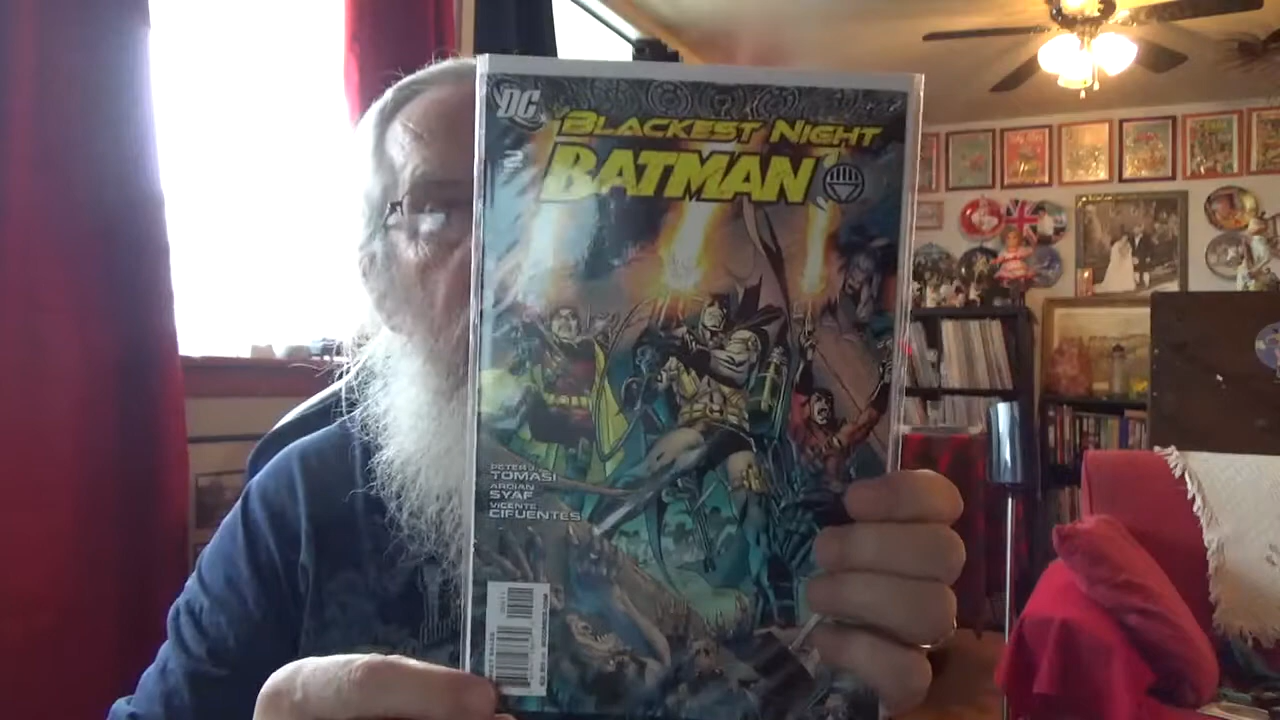 DC
BLACKEST NIGHT
2
BATMAN
PETER J.
TOMASI
ARDIAN
SYAF
VICENTE
CIFUENTES